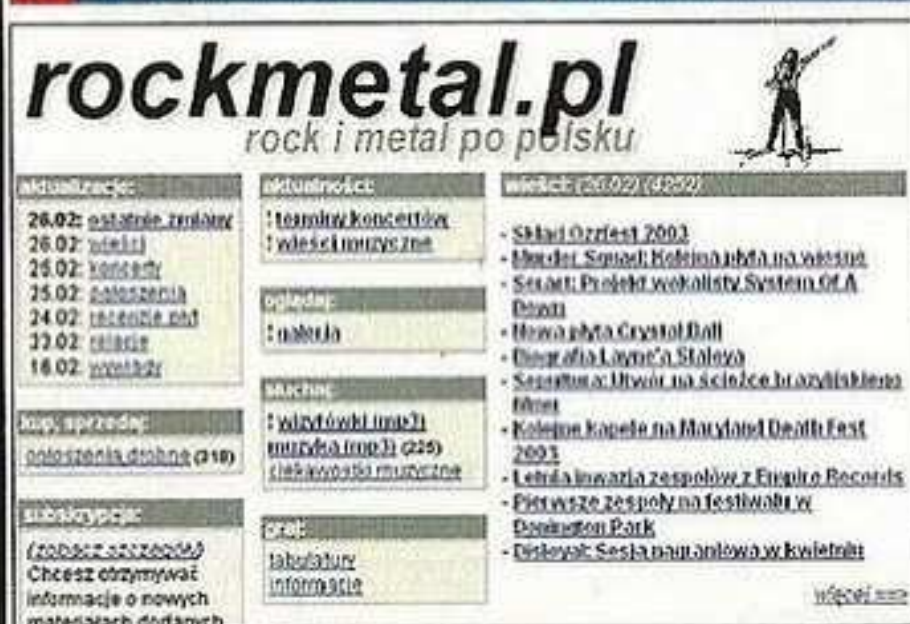 rockmetal.pl
rock i metal po polsku
aktualizacje:
26.02: ostatnie zmiany
26.02: wieści
25.02: koncerty
25.02: ogłoszenia
24.02: recenzje płyt
23.02: relacje
18.02: wywiady
kup, sprzedaj:
ogłoszenia drobne (318)
subskrypcja:
(zobacz szczegóły)
Chcesz otrzymywać
informacje o nowych
materiałach dodanych
aktualności:
! terminy koncertów
! wieści muzyczne
oglądaj:
! galeria
słuchaj:
! wizytówki (mp3)
muzyka (mp3) (225)
ciekawostki muzyczne
graj:
tabulatury
informacje
wieści: (26.02) (4252)
- Skład Ozzfest 2003
- Murder Squad: Kolejna płyta na wiosnę
- Serart: Projekt wokalisty System Of A
Down
- Nowa płyta Crystal Ball
- Biografia Layne'a Staleya
- Sepultura: Utwór na ścieżce brazylijskiego
filmu
- Kolejne kapele na Maryland Death Fest
2003
- Letnia inwazja zespołów z Empire Records
- Pierwsze zespoły na festiwalu w
Donington Park
- Disloyal: Sesja nagraniowa w kwietniu
więcej ==>